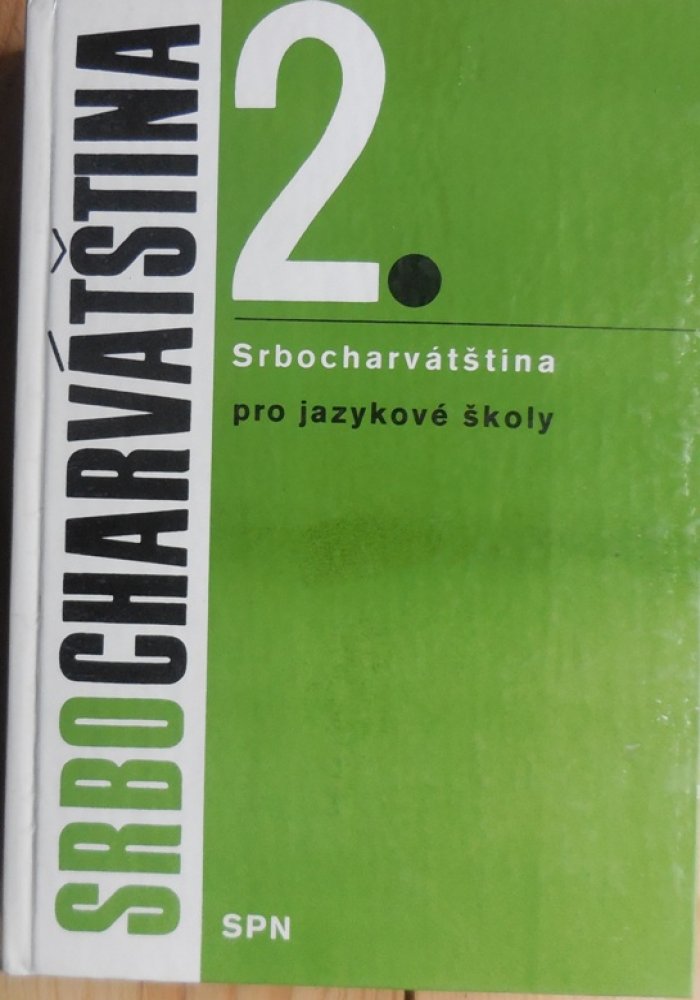 SRBOCHARVÁTŠTINA
2.
Srbocharvátština
pro jazykové školy
SPN